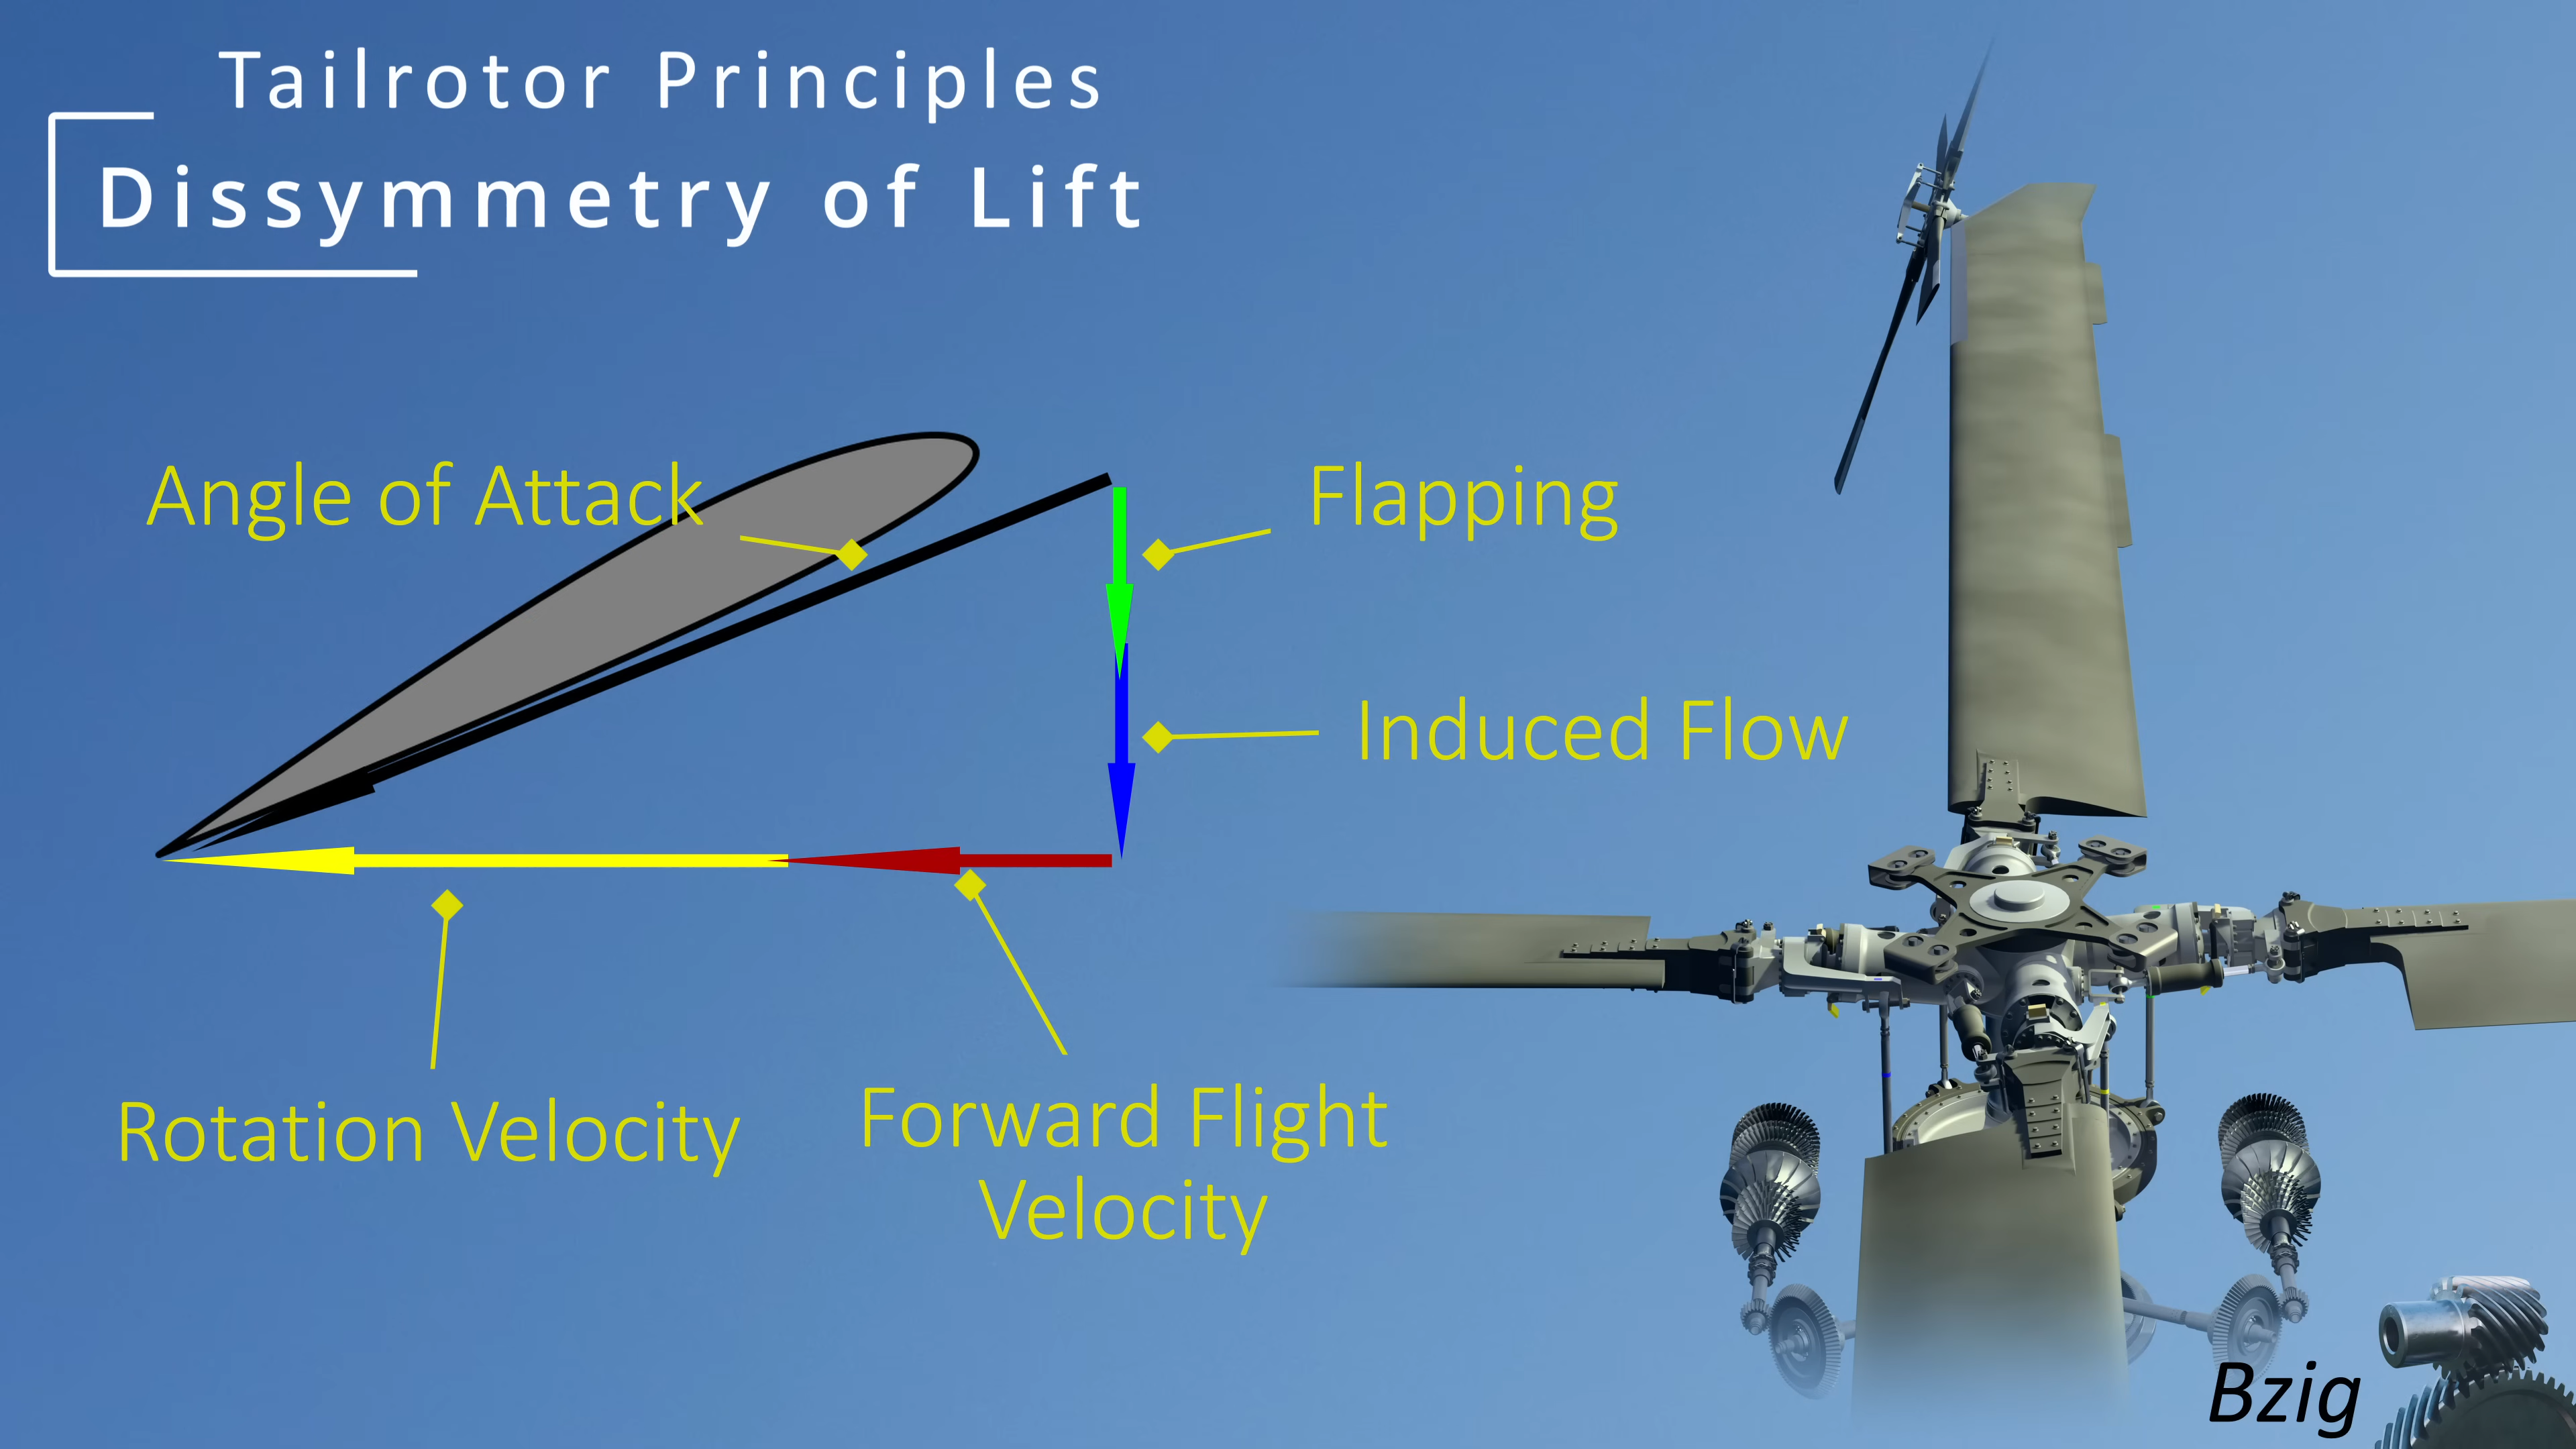 Tailrotor Principles
Dissymmetry of Lift
Angle of Attack
Flapping
Induced Flow
Rotation Velocity
Forward Flight
Velocity
Bzig